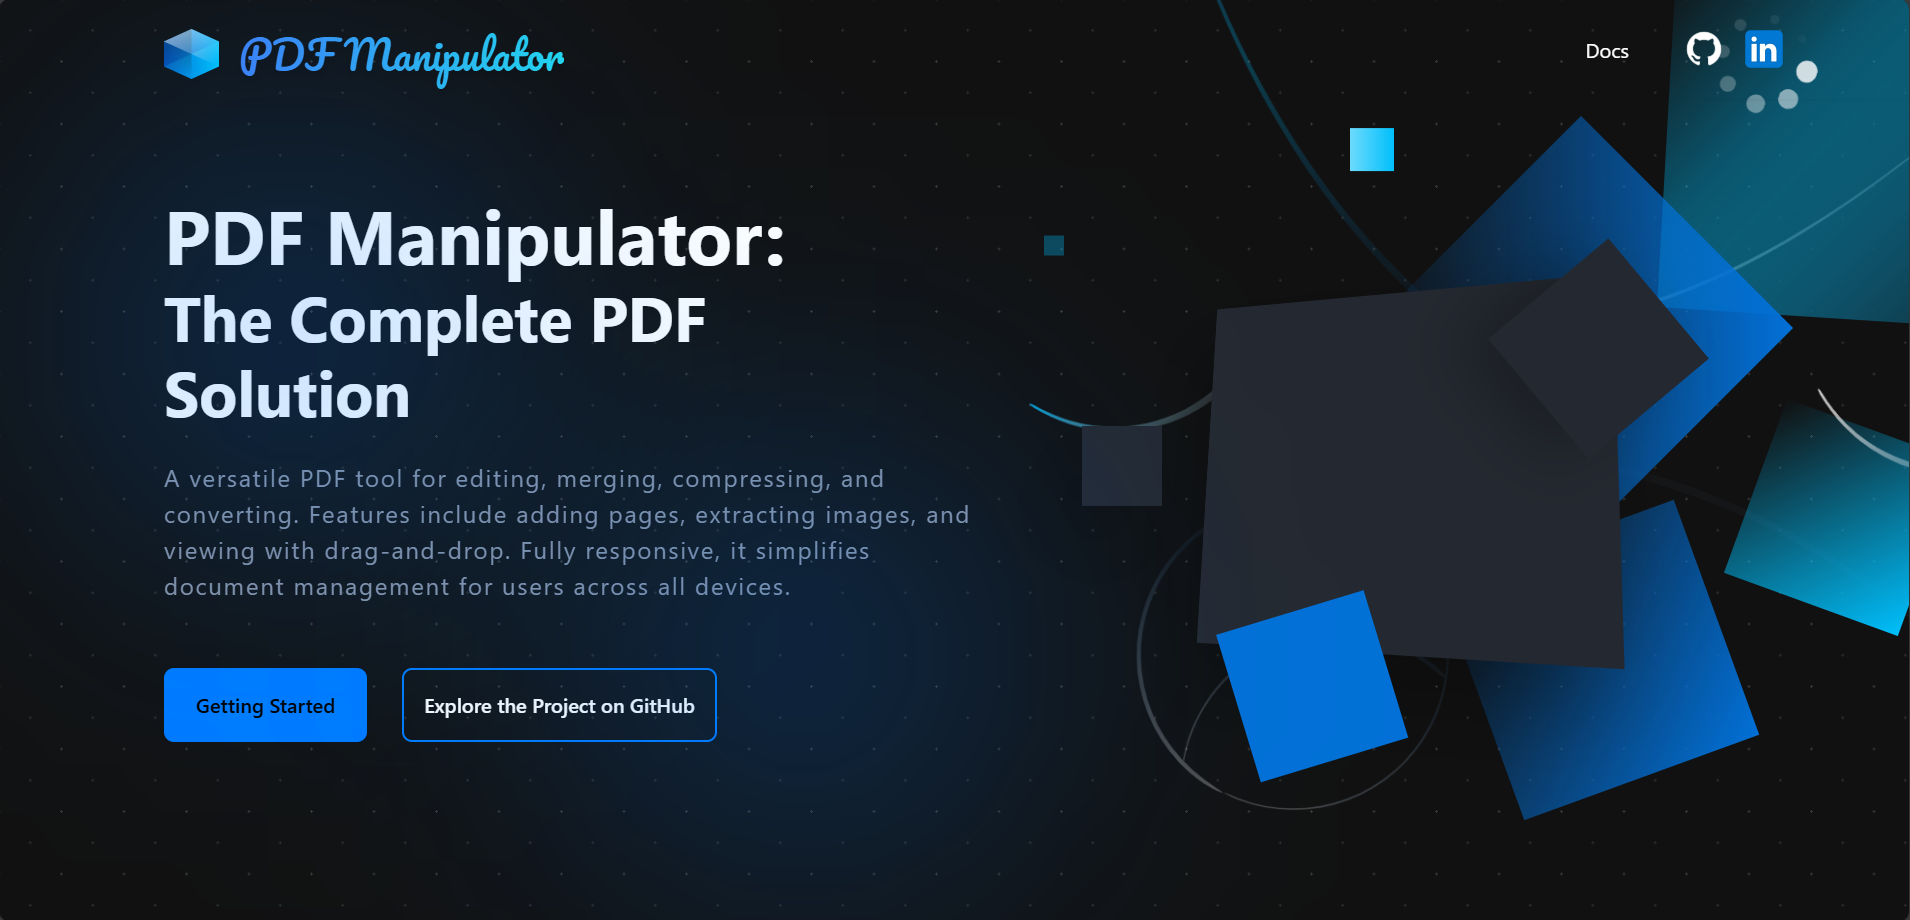 PDF Manipulator
Docs
in
PDF Manipulator:
The Complete PDF
Solution
A versatile PDF tool for editing, merging, compressing, and
converting. Features include adding pages, extracting images, and
viewing with drag-and-drop. Fully responsive, it simplifies
document management for users across all devices.
Getting Started
Explore the Project on GitHub